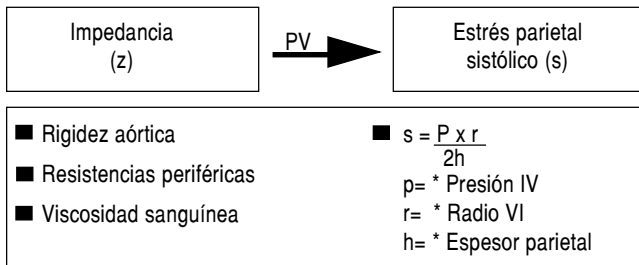 Impedancia
(z)
PV
Estrés parietal
sistólico (s)
■ Rigidez aórtica
■ Resistencias periféricas
■ Viscosidad sanguínea
■ s = P x r
2h
p= * Presión IV
r= * Radio VI
h= * Espesor parietal